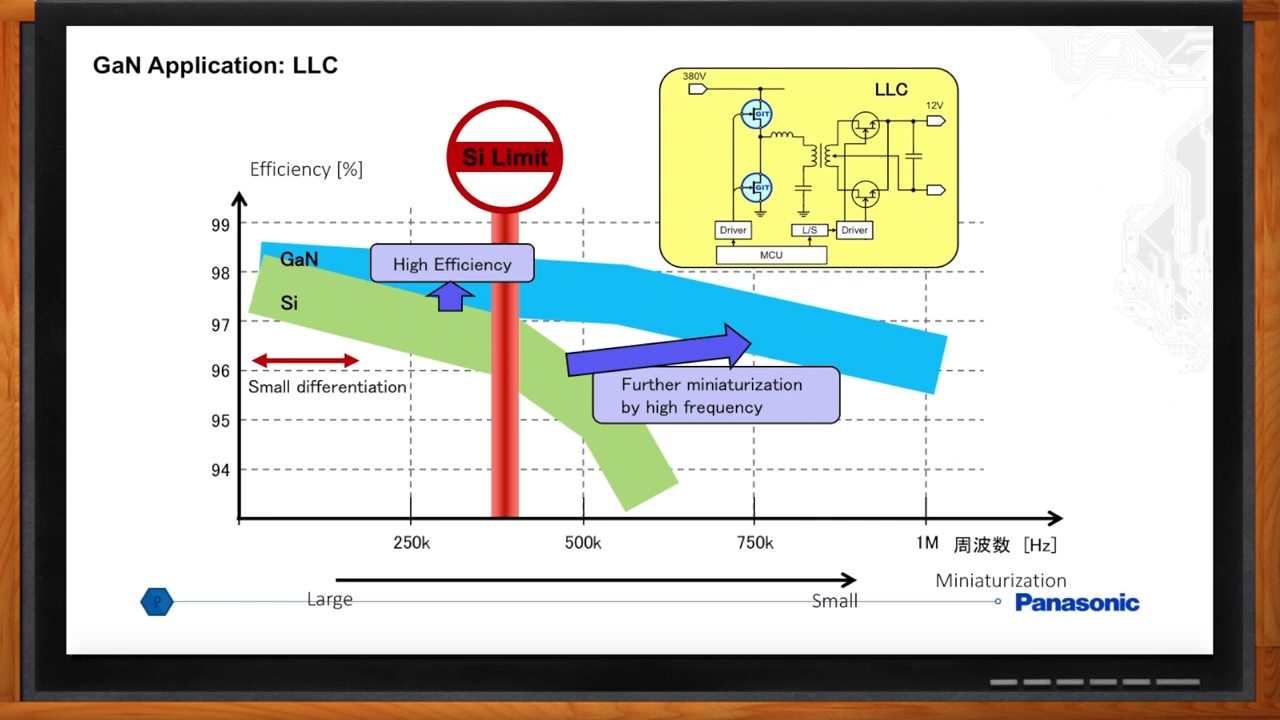 GaN Application: LLC
380V
LLC
12V
GIT
GIT
Driver
L/S
Driver
MCU
Si Limit
Efficiency [%]
99
98
97
96
95
94
GaN
Si
High Efficiency
Small differentiation
Further miniaturization
by high frequency
250k
500k
750k
1M
周波数 [Hz]
Miniaturization
Large
Small
P
Panasonic